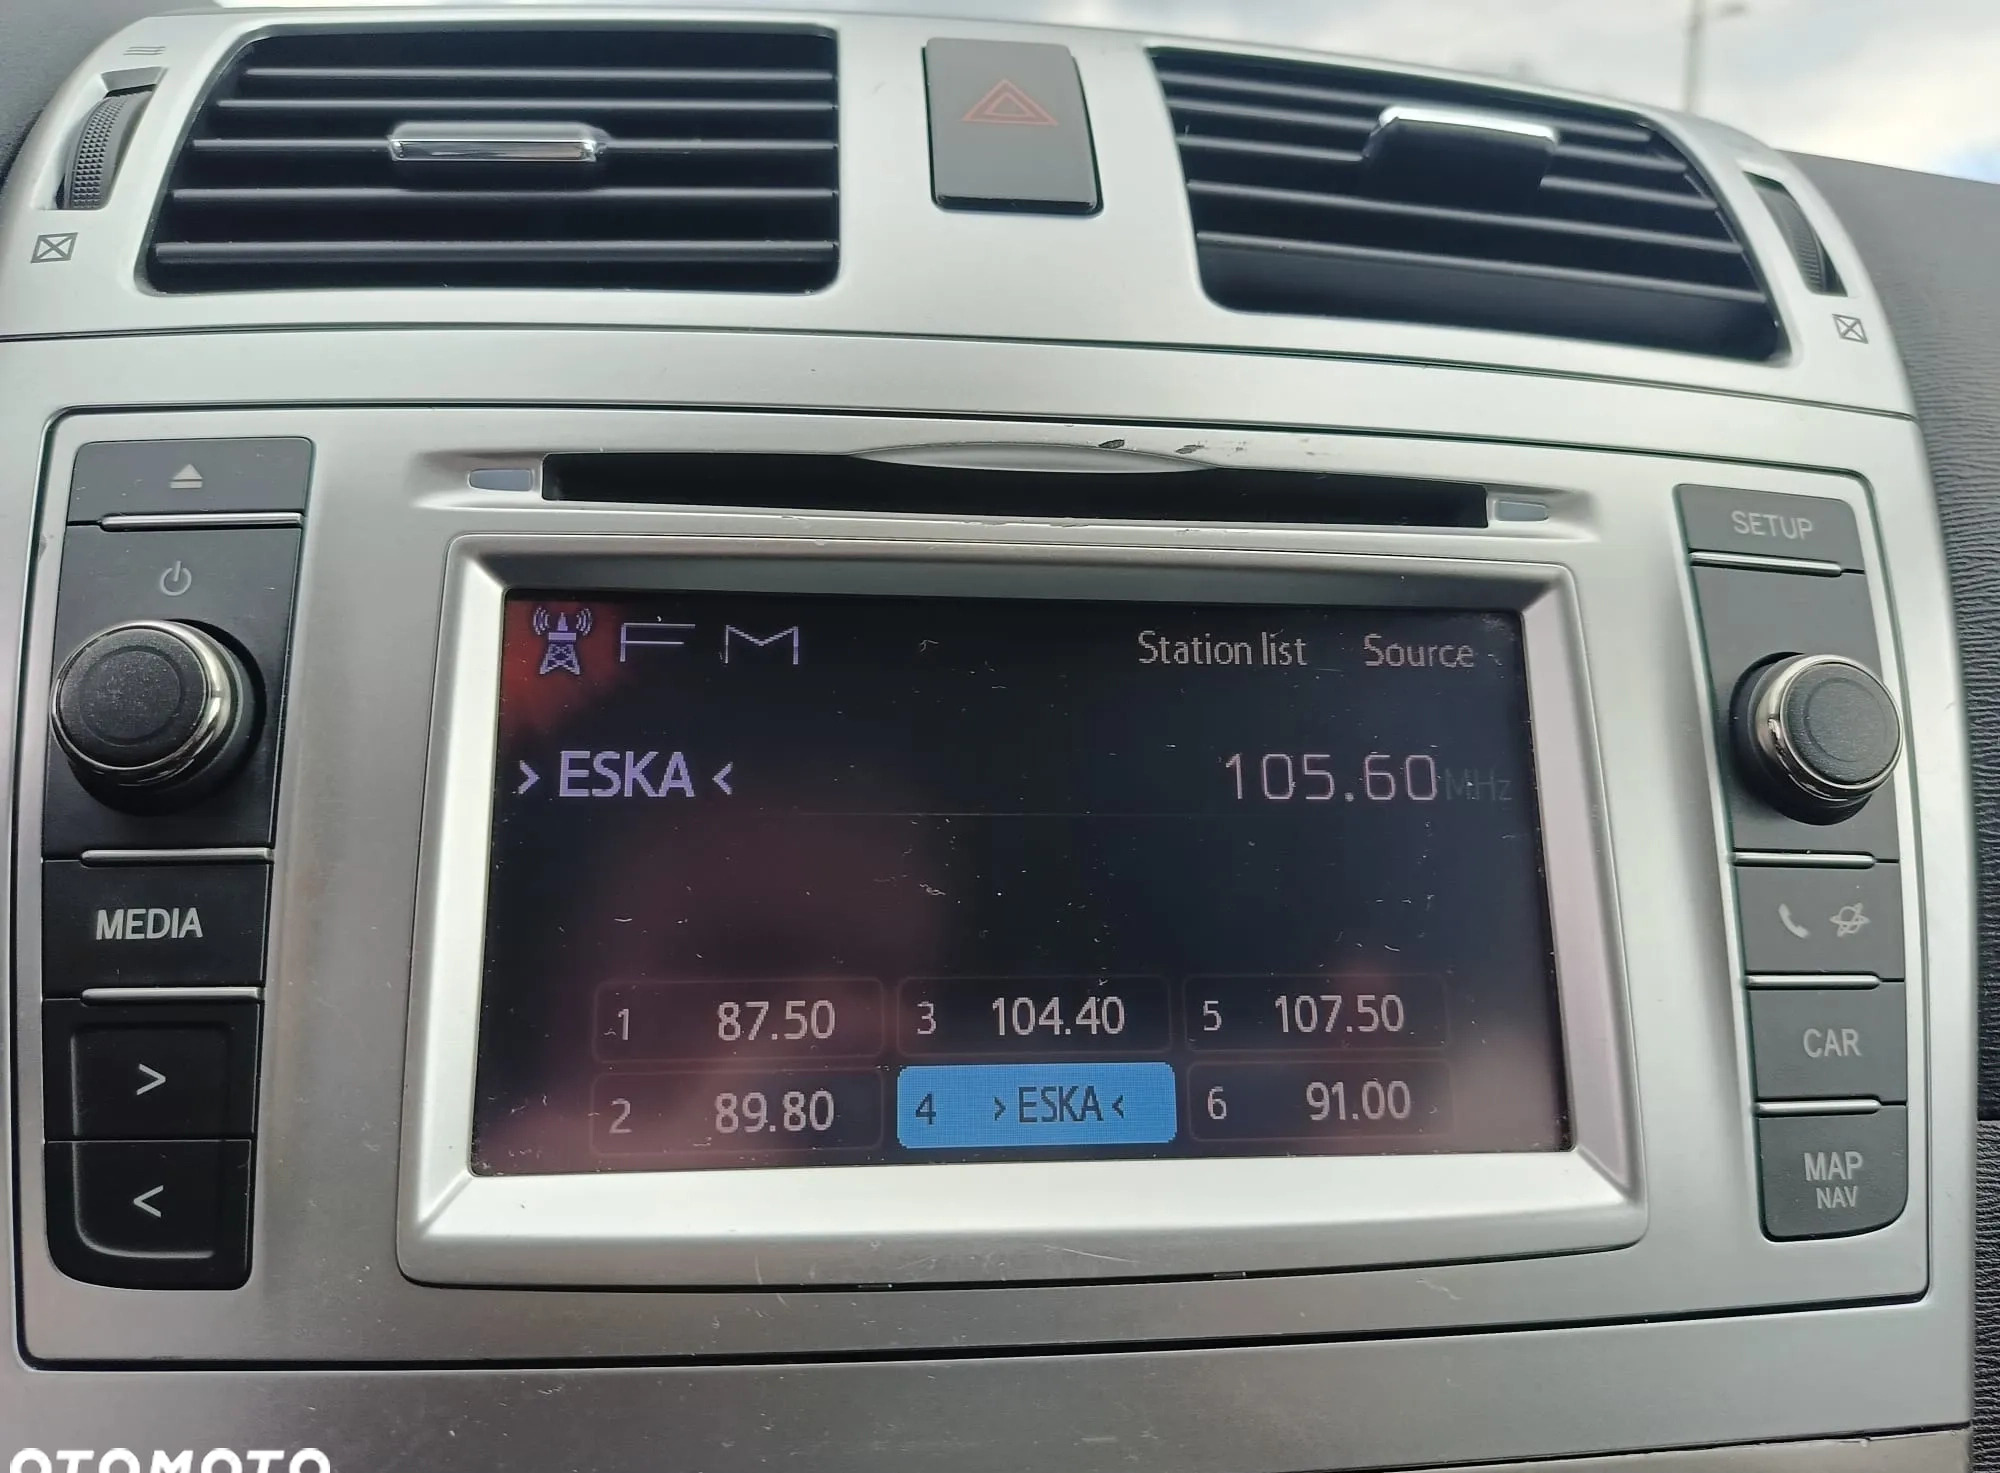 SETUP
FM
Station list
Source
> ESKA <
105.60 MHz
MEDIA
1 87.50
3 104.40
5 107.50
2 89.80
4 > ESKA <
6 91.00
>
<
CAR
MAP
NAV
OTOMOTO